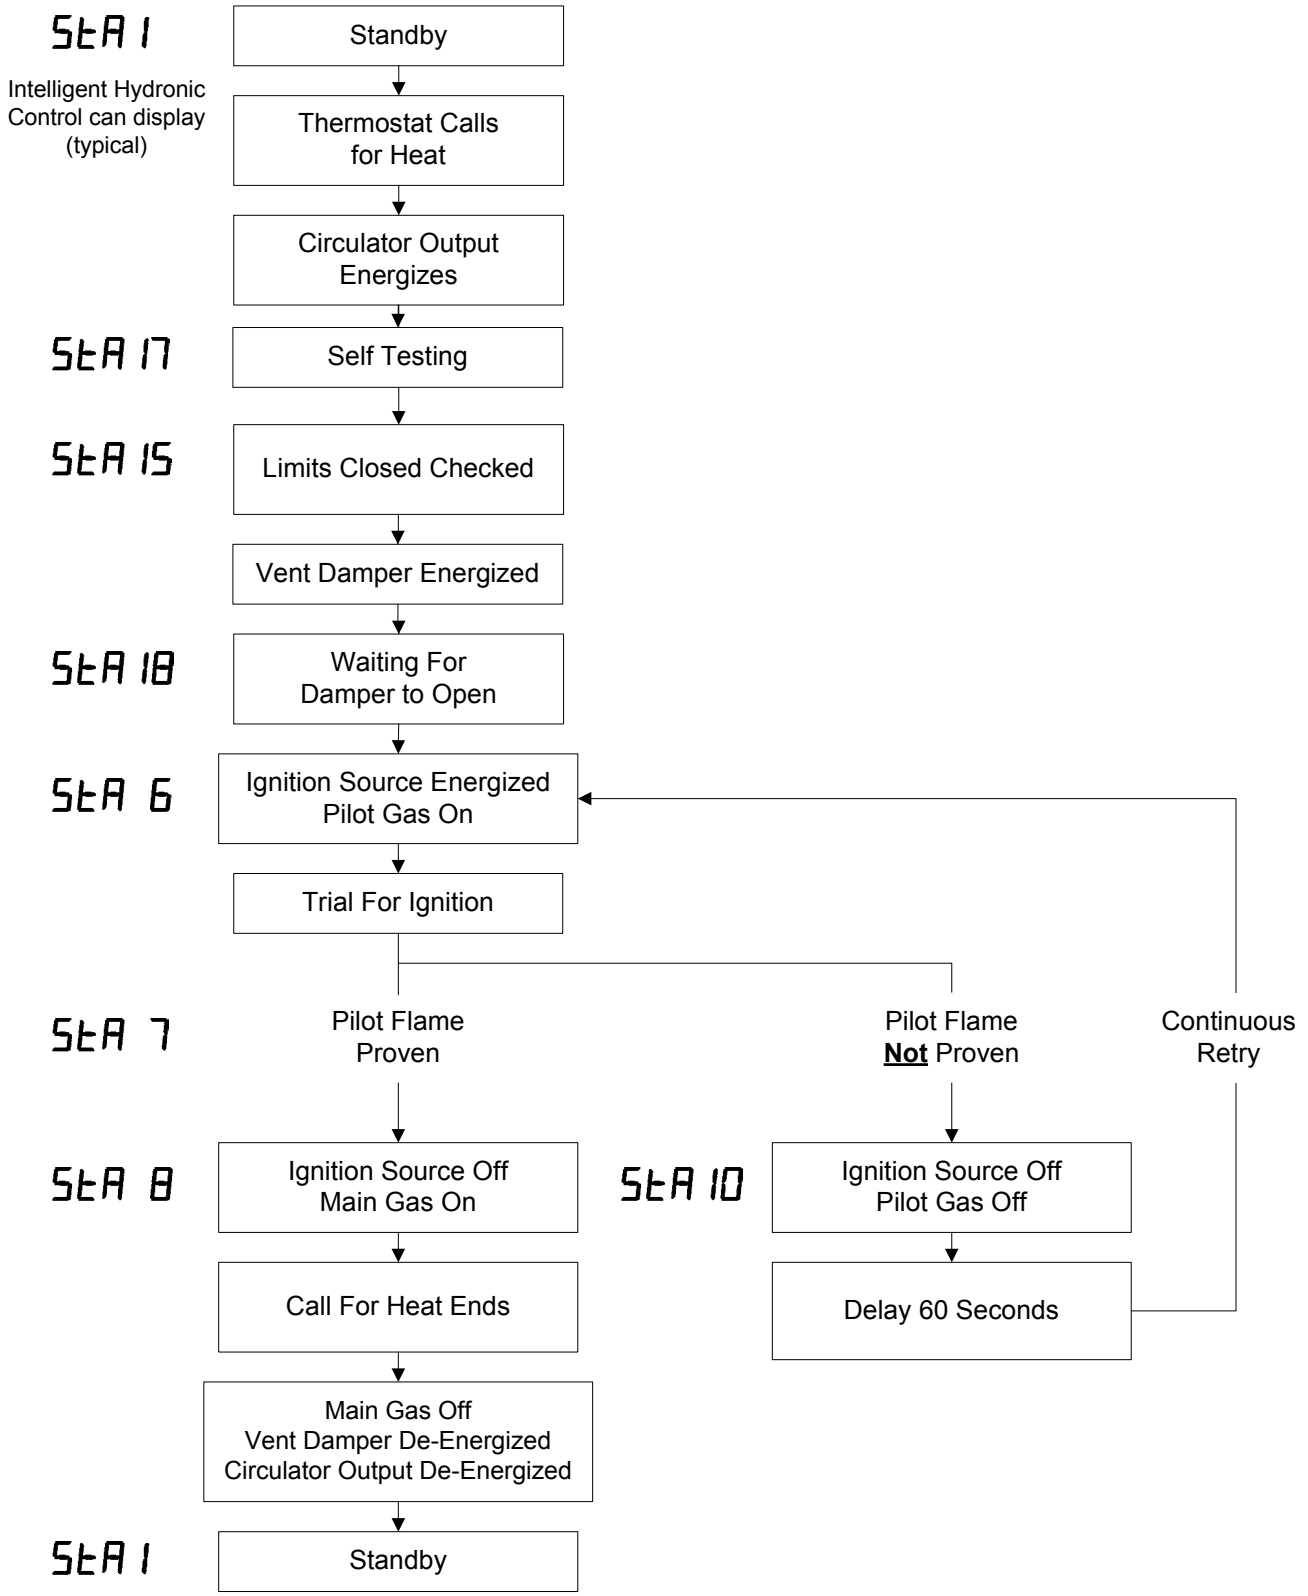 StA 1
Standby
Intelligent Hydronic
Control can display
(typical)
Thermostat Calls
for Heat
Circulator Output
Energizes
StA 17
Self Testing
StA 15
Limits Closed Checked
Vent Damper Energized
StA 18
Waiting For
Damper to Open
StA 6
Ignition Source Energized
Pilot Gas On
Trial For Ignition
StA 7
Pilot Flame
Proven
Pilot Flame
Not Proven
Continuous
Retry
StA 8
Ignition Source Off
Main Gas On
StA 10
Ignition Source Off
Pilot Gas Off
Call For Heat Ends
Delay 60 Seconds
Main Gas Off
Vent Damper De-Energized
Circulator Output De-Energized
StA 1
Standby